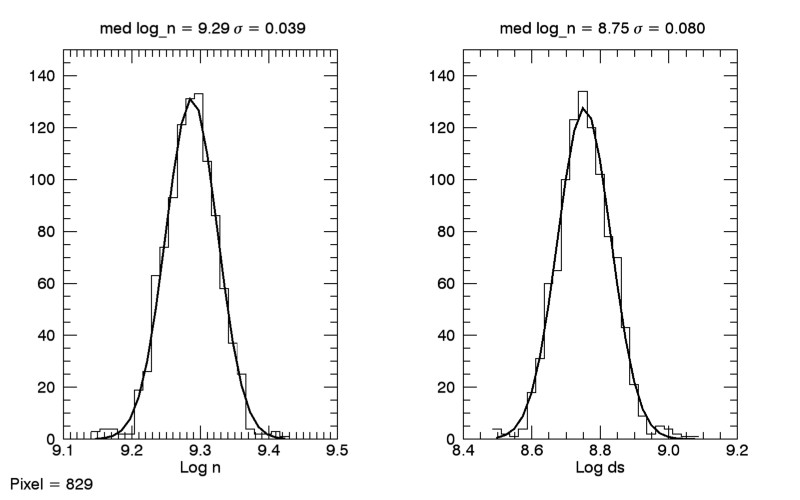 med log_n = 9.29 σ = 0.039
med log_n = 8.75 σ = 0.080
140
120
100
80
60
40
20
0
9.1 9.2 9.3 9.4 9.5
Log n
140
120
100
80
60
40
20
0
8.4 8.6 8.8 9.0 9.2
Log ds
Pixel = 829